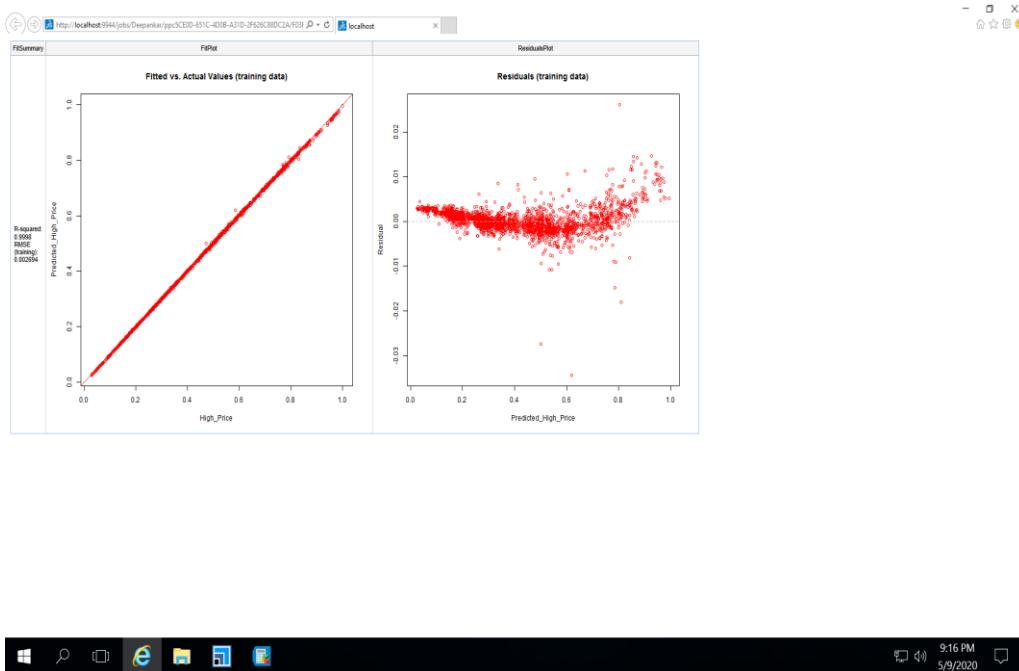 http://localhost:9944/jobs/Deepankar/ppc5CE0D-651C-4D0B-A31D-2F626C88DC2A/F03I
localhost
FitSummary FitPlot ResidualsPlot
Fitted vs. Actual Values (training data)
Predicted_High_Price
1.0
0.8
0.6
0.4
0.2
0.0
0.0 0.2 0.4 0.6 0.8 1.0
High_Price
R-squared:
0.9998
RMSE
(training):
0.002694
Residuals (training data)
Residual
0.02
0.01
0.00
-0.01
-0.02
-0.03
0.0 0.2 0.4 0.6 0.8 1.0
Predicted_High_Price
9:16 PM
5/9/2020